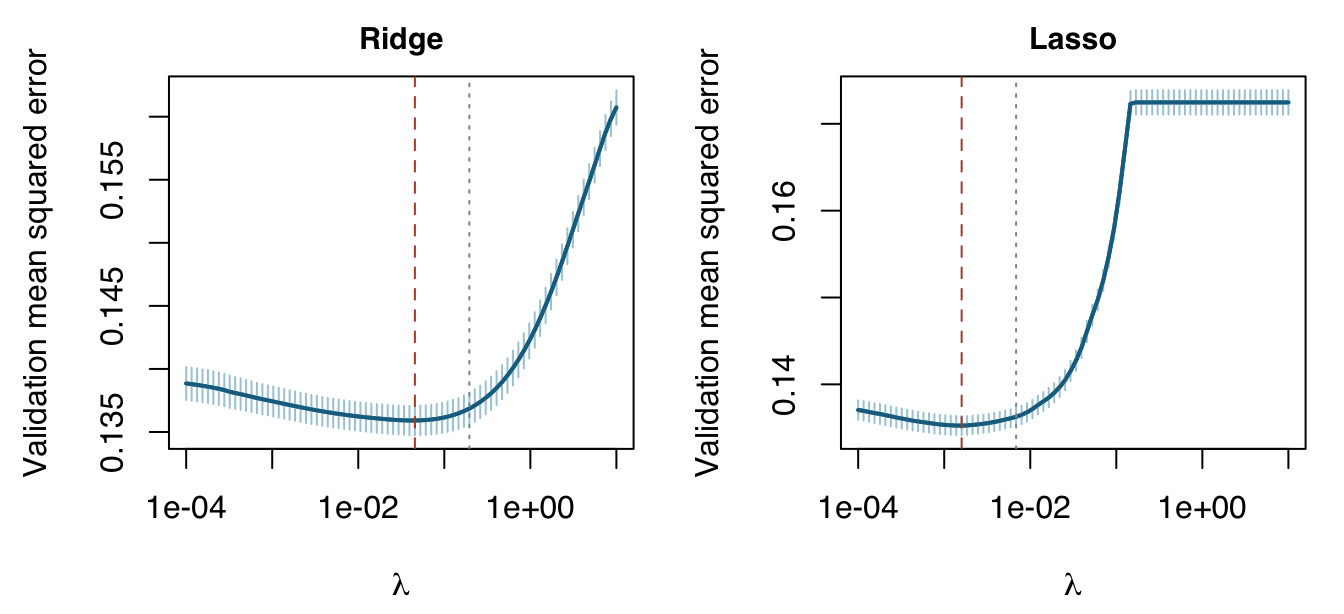 Ridge
Validation mean squared error
0.155
0.145
0.135
1e-04 1e-02 1e+00
λ
Lasso
Validation mean squared error
0.16
0.14
1e-04 1e-02 1e+00
λ